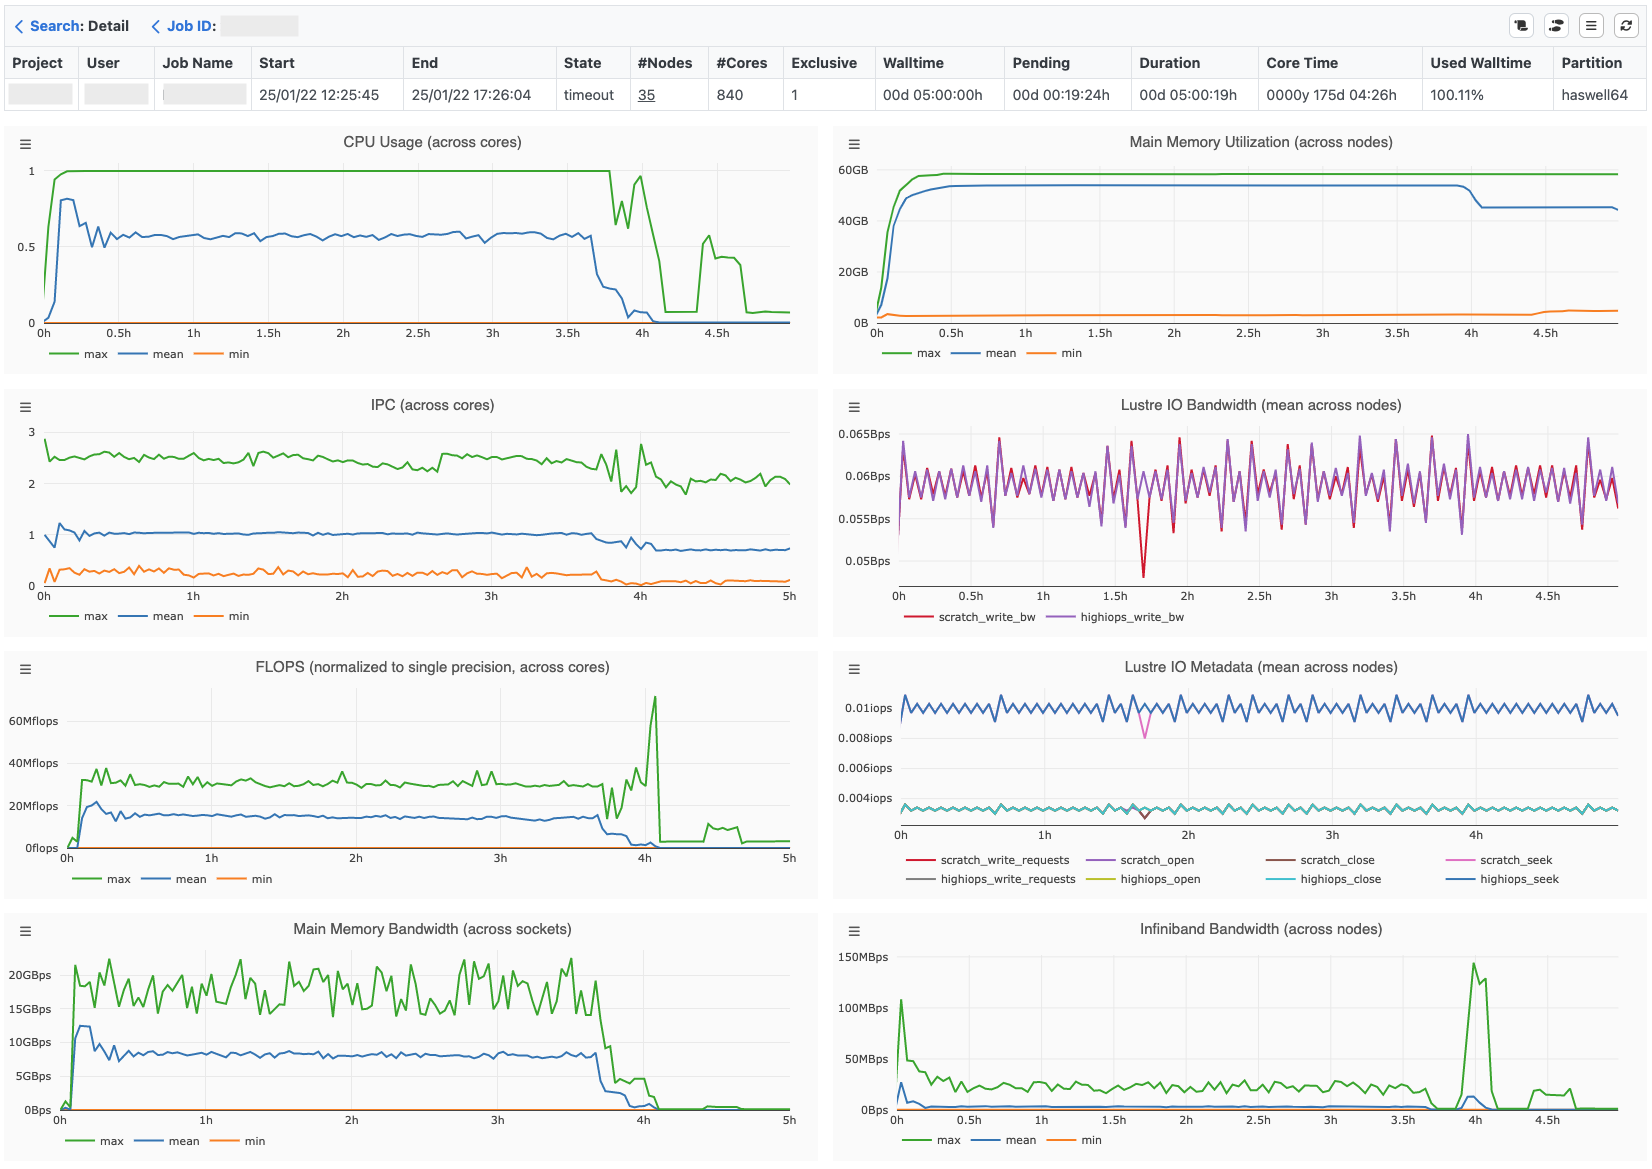 Search: Detail Job ID:
Project User Job Name Start End State #Nodes #Cores Exclusive Walltime Pending Duration Core Time Used Walltime Partition
25/01/22 12:25:45 25/01/22 17:26:04 timeout 35 840 1 00d 05:00:00h 00d 00:19:24h 00d 05:00:19h 0000y 175d 04:26h 100.11% haswell64
CPU Usage (across cores)
1
0.5
0
0h 0.5h 1h 1.5h 2h 2.5h 3h 3.5h 4h 4.5h
max mean min
Main Memory Utilization (across nodes)
60GB
40GB
20GB
0B
0h 0.5h 1h 1.5h 2h 2.5h 3h 3.5h 4h 4.5h
max mean min
IPC (across cores)
3
2
1
0
0h 1h 2h 3h 4h 5h
max mean min
Lustre IO Bandwidth (mean across nodes)
0.065Bps
0.06Bps
0.055Bps
0.05Bps
0h 0.5h 1h 1.5h 2h 2.5h 3h 3.5h 4h 4.5h
scratch_write_bw highiops_write_bw
FLOPS (normalized to single precision, across cores)
60Mflops
40Mflops
20Mflops
0flops
0h 1h 2h 3h 4h 5h
max mean min
Lustre IO Metadata (mean across nodes)
0.01iops
0.008iops
0.006iops
0.004iops
0h 1h 2h 3h 4h
scratch_write_requests scratch_open scratch_close scratch_seek
highiops_write_requests highiops_open highiops_close highiops_seek
Main Memory Bandwidth (across sockets)
20GBps
15GBps
10GBps
5GBps
0Bps
0h 1h 2h 3h 4h 5h
max mean min
Infiniband Bandwidth (across nodes)
150MBps
100MBps
50MBps
0Bps
0h 0.5h 1h 1.5h 2h 2.5h 3h 3.5h 4h 4.5h
max mean min